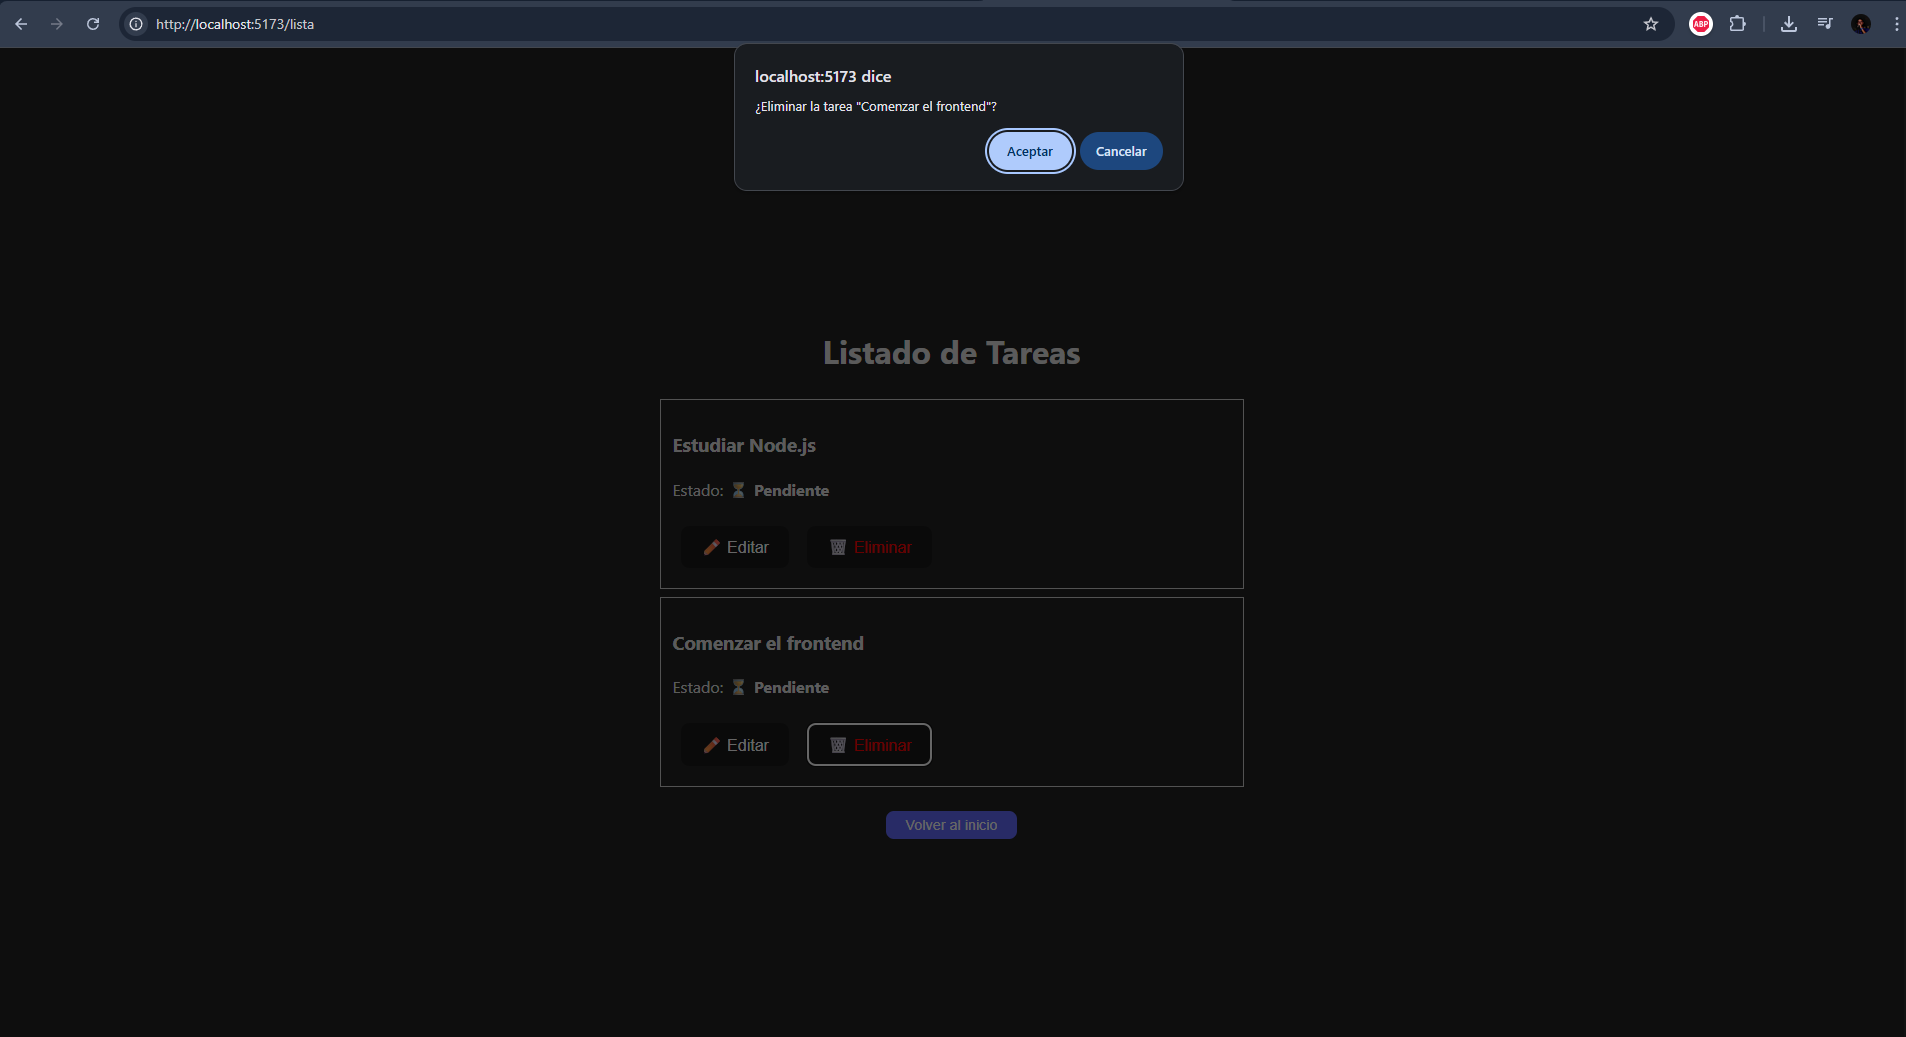 http://localhost:5173/lista
ABP
localhost:5173 dice
¿Eliminar la tarea "Comenzar el frontend"?
Aceptar Cancelar
Listado de Tareas
Estudiar Node.js
Estado: ⏳ Pendiente
✏️ Editar 🗑️ Eliminar
Comenzar el frontend
Estado: ⏳ Pendiente
✏️ Editar 🗑️ Eliminar
Volver al inicio